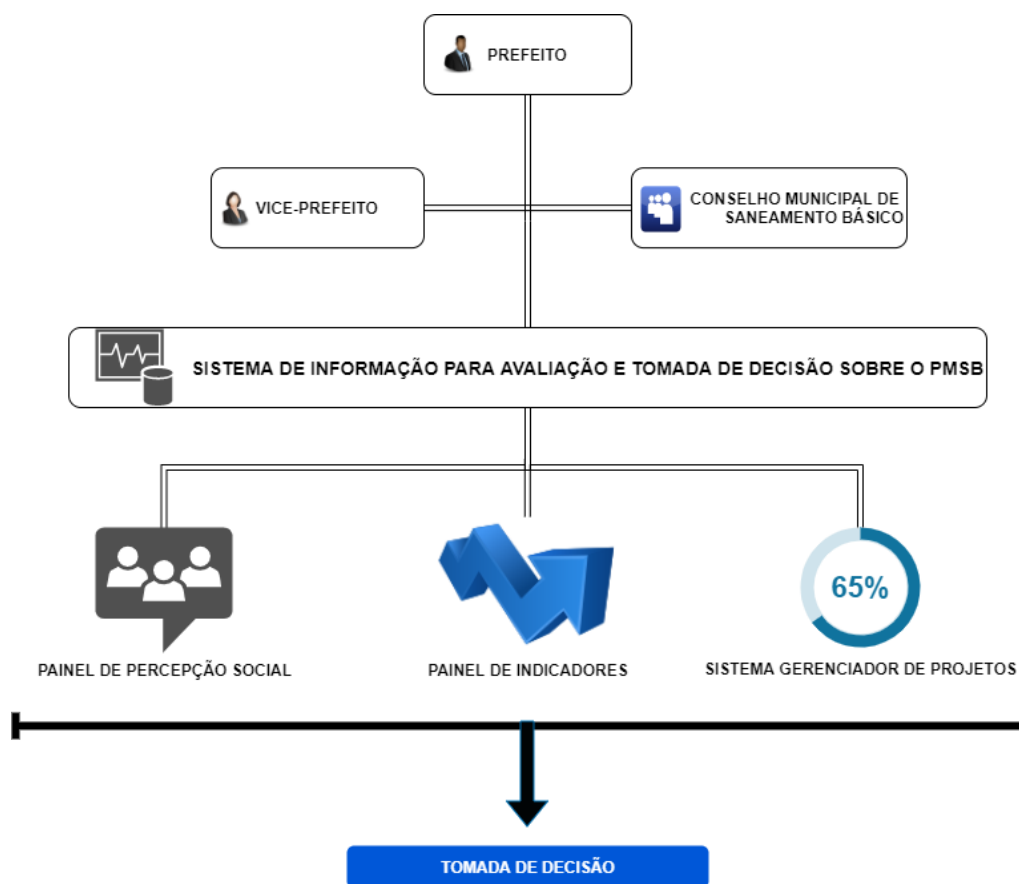 PREFEITO
VICE-PREFEITO
CONSELHO MUNICIPAL DE
SANEAMENTO BÁSICO
SISTEMA DE INFORMAÇÃO PARA AVALIAÇÃO E TOMADA DE DECISÃO SOBRE O PMSB
65%
PAINEL DE PERCEPÇÃO SOCIAL
PAINEL DE INDICADORES
SISTEMA GERENCIADOR DE PROJETOS
TOMADA DE DECISÃO